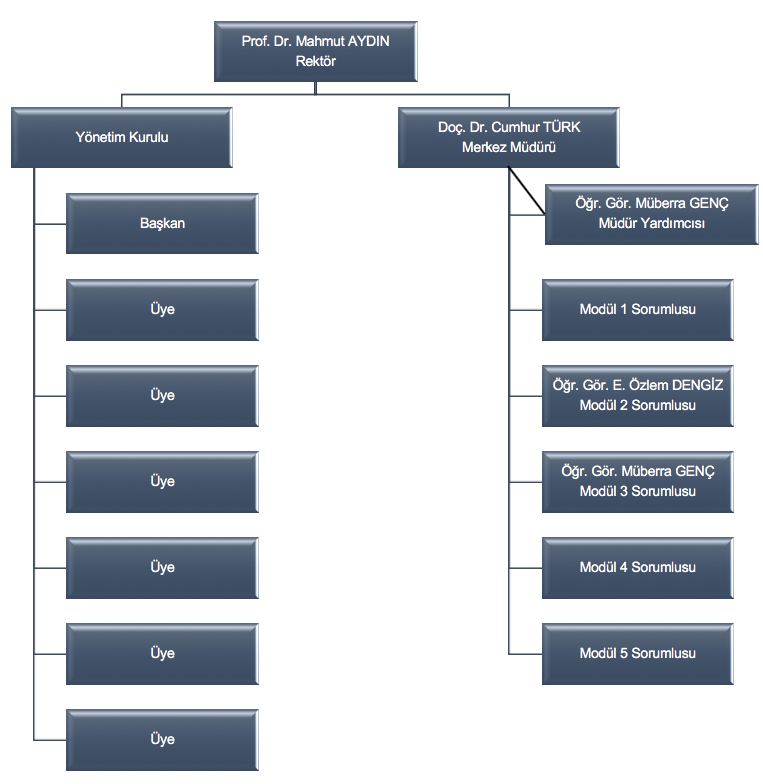 Prof. Dr. Mahmut AYDIN
Rektör
Yönetim Kurulu
Başkan
Üye
Üye
Üye
Üye
Üye
Üye
Doç. Dr. Cumhur TÜRK
Merkez Müdürü
Öğr. Gör. Müberra GENÇ
Müdür Yardımcısı
Modül 1 Sorumlusu
Öğr. Gör. E. Özlem DENGİZ
Modül 2 Sorumlusu
Öğr. Gör. Müberra GENÇ
Modül 3 Sorumlusu
Modül 4 Sorumlusu
Modül 5 Sorumlusu